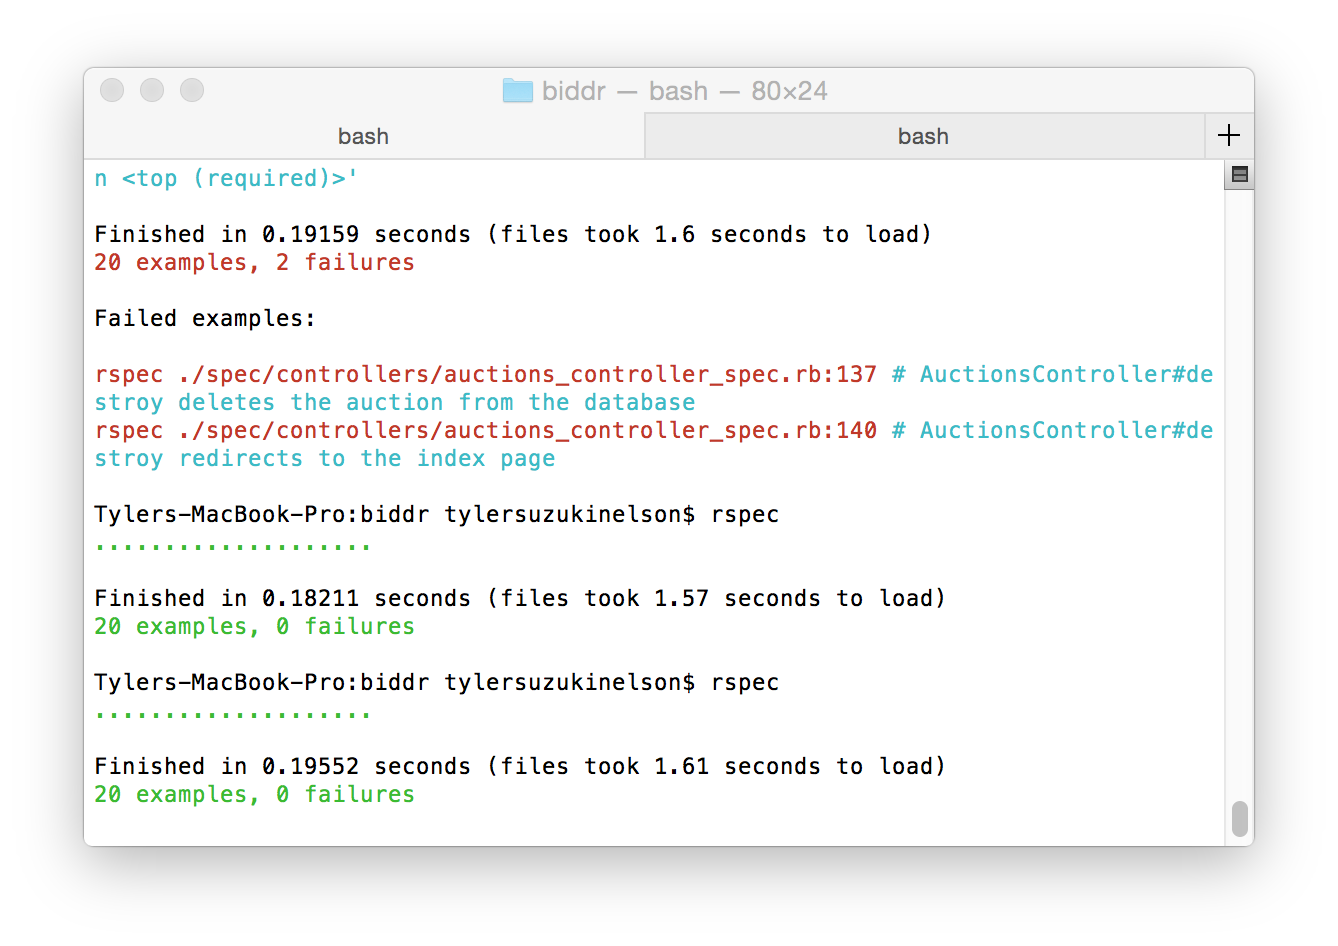 biddr — bash — 80×24
bash bash +
n <top (required)>'
Finished in 0.19159 seconds (files took 1.6 seconds to load)
20 examples, 2 failures
Failed examples:
rspec ./spec/controllers/auctions_controller_spec.rb:137 # AuctionsController#de
stroy deletes the auction from the database
rspec ./spec/controllers/auctions_controller_spec.rb:140 # AuctionsController#de
stroy redirects to the index page
Tylers-MacBook-Pro:biddr tylersuzukinelson$ rspec
....................
Finished in 0.18211 seconds (files took 1.57 seconds to load)
20 examples, 0 failures
Tylers-MacBook-Pro:biddr tylersuzukinelson$ rspec
....................
Finished in 0.19552 seconds (files took 1.61 seconds to load)
20 examples, 0 failures